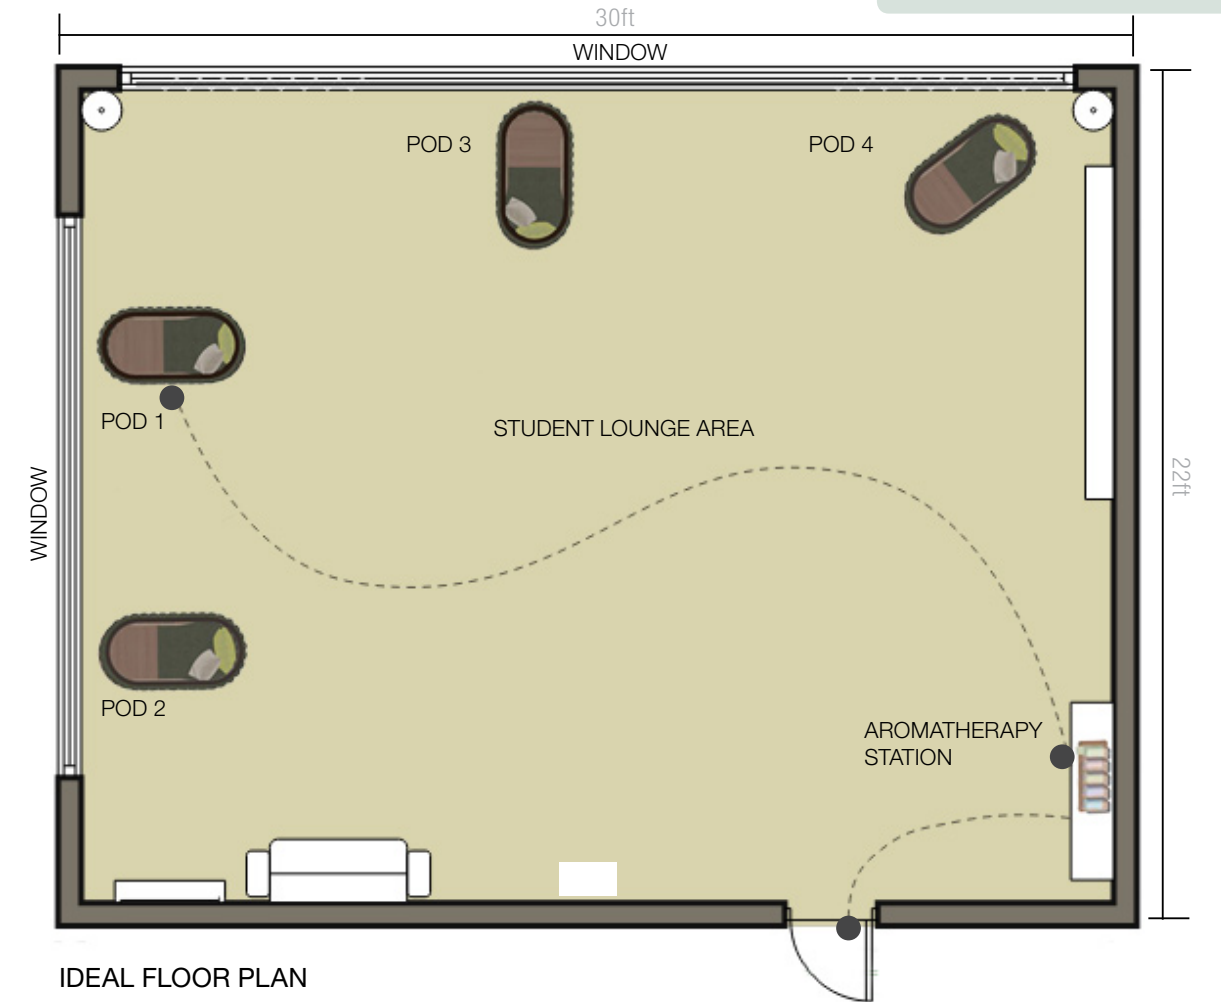 30ft
WINDOW
POD 3
POD 4
POD 1
STUDENT LOUNGE AREA
22ft
WINDOW
POD 2
AROMATHERAPY
STATION
IDEAL FLOOR PLAN